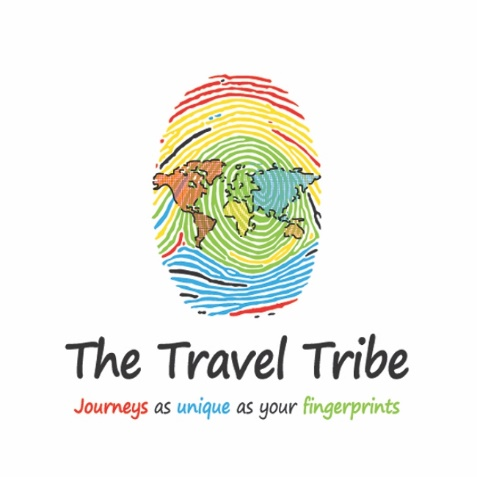 The Travel Tribe
Journeys as unique as your fingerprints